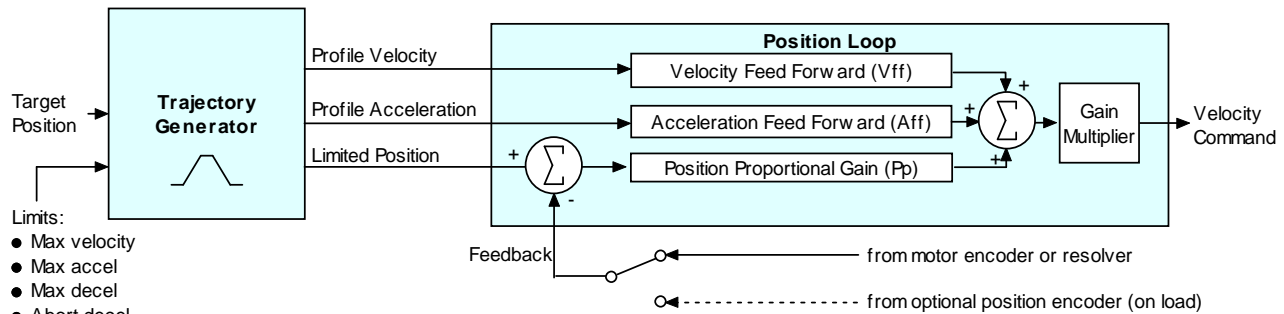 Target
Position
Limits:
● Max velocity
● Max accel
● Max decel
● Abort decel
Trajectory
Generator
Profile Velocity
Profile Acceleration
Limited Position
Position Loop
Velocity Feed Forward (Vff)
Acceleration Feed Forward (Aff)
Position Proportional Gain (Pp)
+
∑
-
+
+
+
∑
Gain
Multiplier
Velocity
Command
Feedback
from motor encoder or resolver
from optional position encoder (on load)